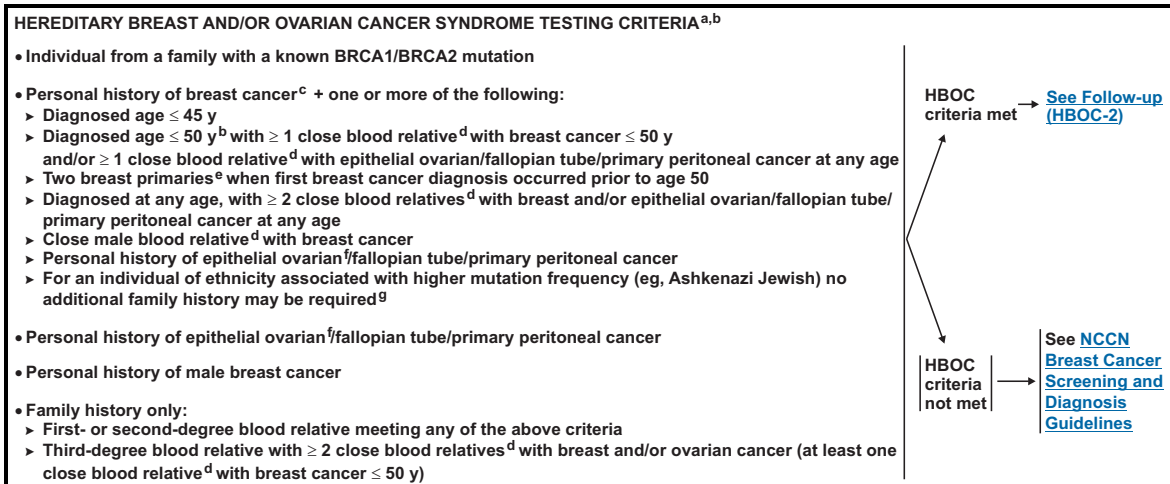 HEREDITARY BREAST AND/OR OVARIAN CANCER SYNDROME TESTING CRITERIAa,b
• Individual from a family with a known BRCA1/BRCA2 mutation
• Personal history of breast cancerc + one or more of the following:
➤ Diagnosed age ≤ 45 y
➤ Diagnosed age ≤ 50 yb with ≥ 1 close blood relatived with breast cancer ≤ 50 y
and/or ≥ 1 close blood relatived with epithelial ovarian/fallopian tube/primary peritoneal cancer at any age
➤ Two breast primariese when first breast cancer diagnosis occurred prior to age 50
➤ Diagnosed at any age, with ≥ 2 close blood relativesd with breast and/or epithelial ovarian/fallopian tube/
primary peritoneal cancer at any age
➤ Close male blood relatived with breast cancer
➤ Personal history of epithelial ovarianf/fallopian tube/primary peritoneal cancer
➤ For an individual of ethnicity associated with higher mutation frequency (eg, Ashkenazi Jewish) no
additional family history may be requiredg
• Personal history of epithelial ovarianf/fallopian tube/primary peritoneal cancer
• Personal history of male breast cancer
• Family history only:
➤ First- or second-degree blood relative meeting any of the above criteria
➤ Third-degree blood relative with ≥ 2 close blood relativesd with breast and/or ovarian cancer (at least one
close blood relatived with breast cancer ≤ 50 y)
HBOC
criteria met
See Follow-up
(HBOC-2)
HBOC
criteria
not met
See NCCN
Breast Cancer
Screening and
Diagnosis
Guidelines